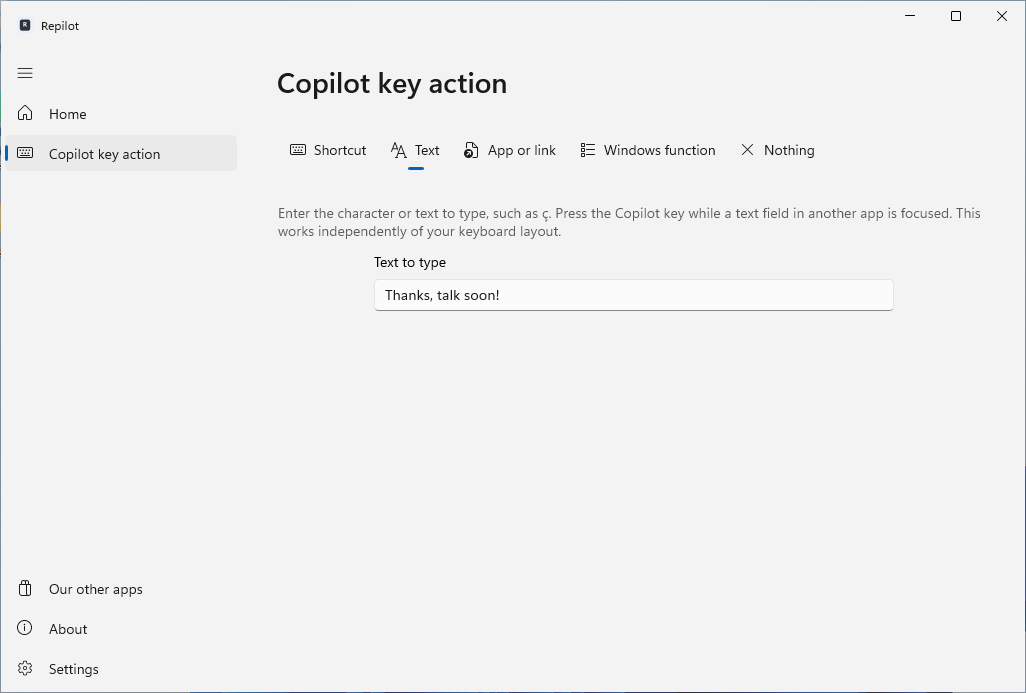 Repilot
Home
Copilot key action
Copilot key action
Shortcut
Text
App or link
Windows function
Nothing
Enter the character or text to type, such as ç. Press the Copilot key while a text field in another app is focused. This
works independently of your keyboard layout.
Text to type
Thanks, talk soon!
Our other apps
About
Settings